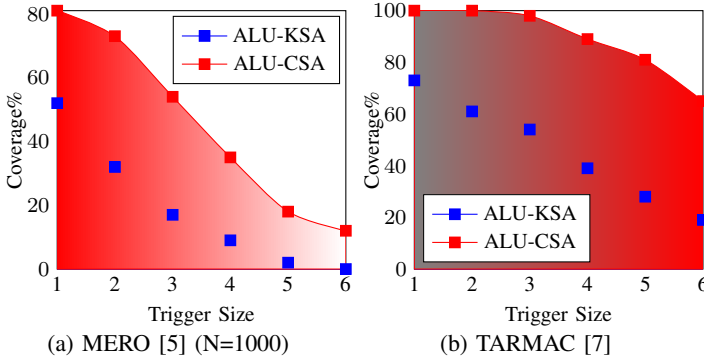 80
60
40
20
0
Coverage%
ALU-KSA
ALU-CSA
1 2 3 4 5 6
Trigger Size
(a) MERO [5] (N=1000)
100
80
60
40
20
0
Coverage%
ALU-KSA
ALU-CSA
1 2 3 4 5 6
Trigger Size
(b) TARMAC [7]